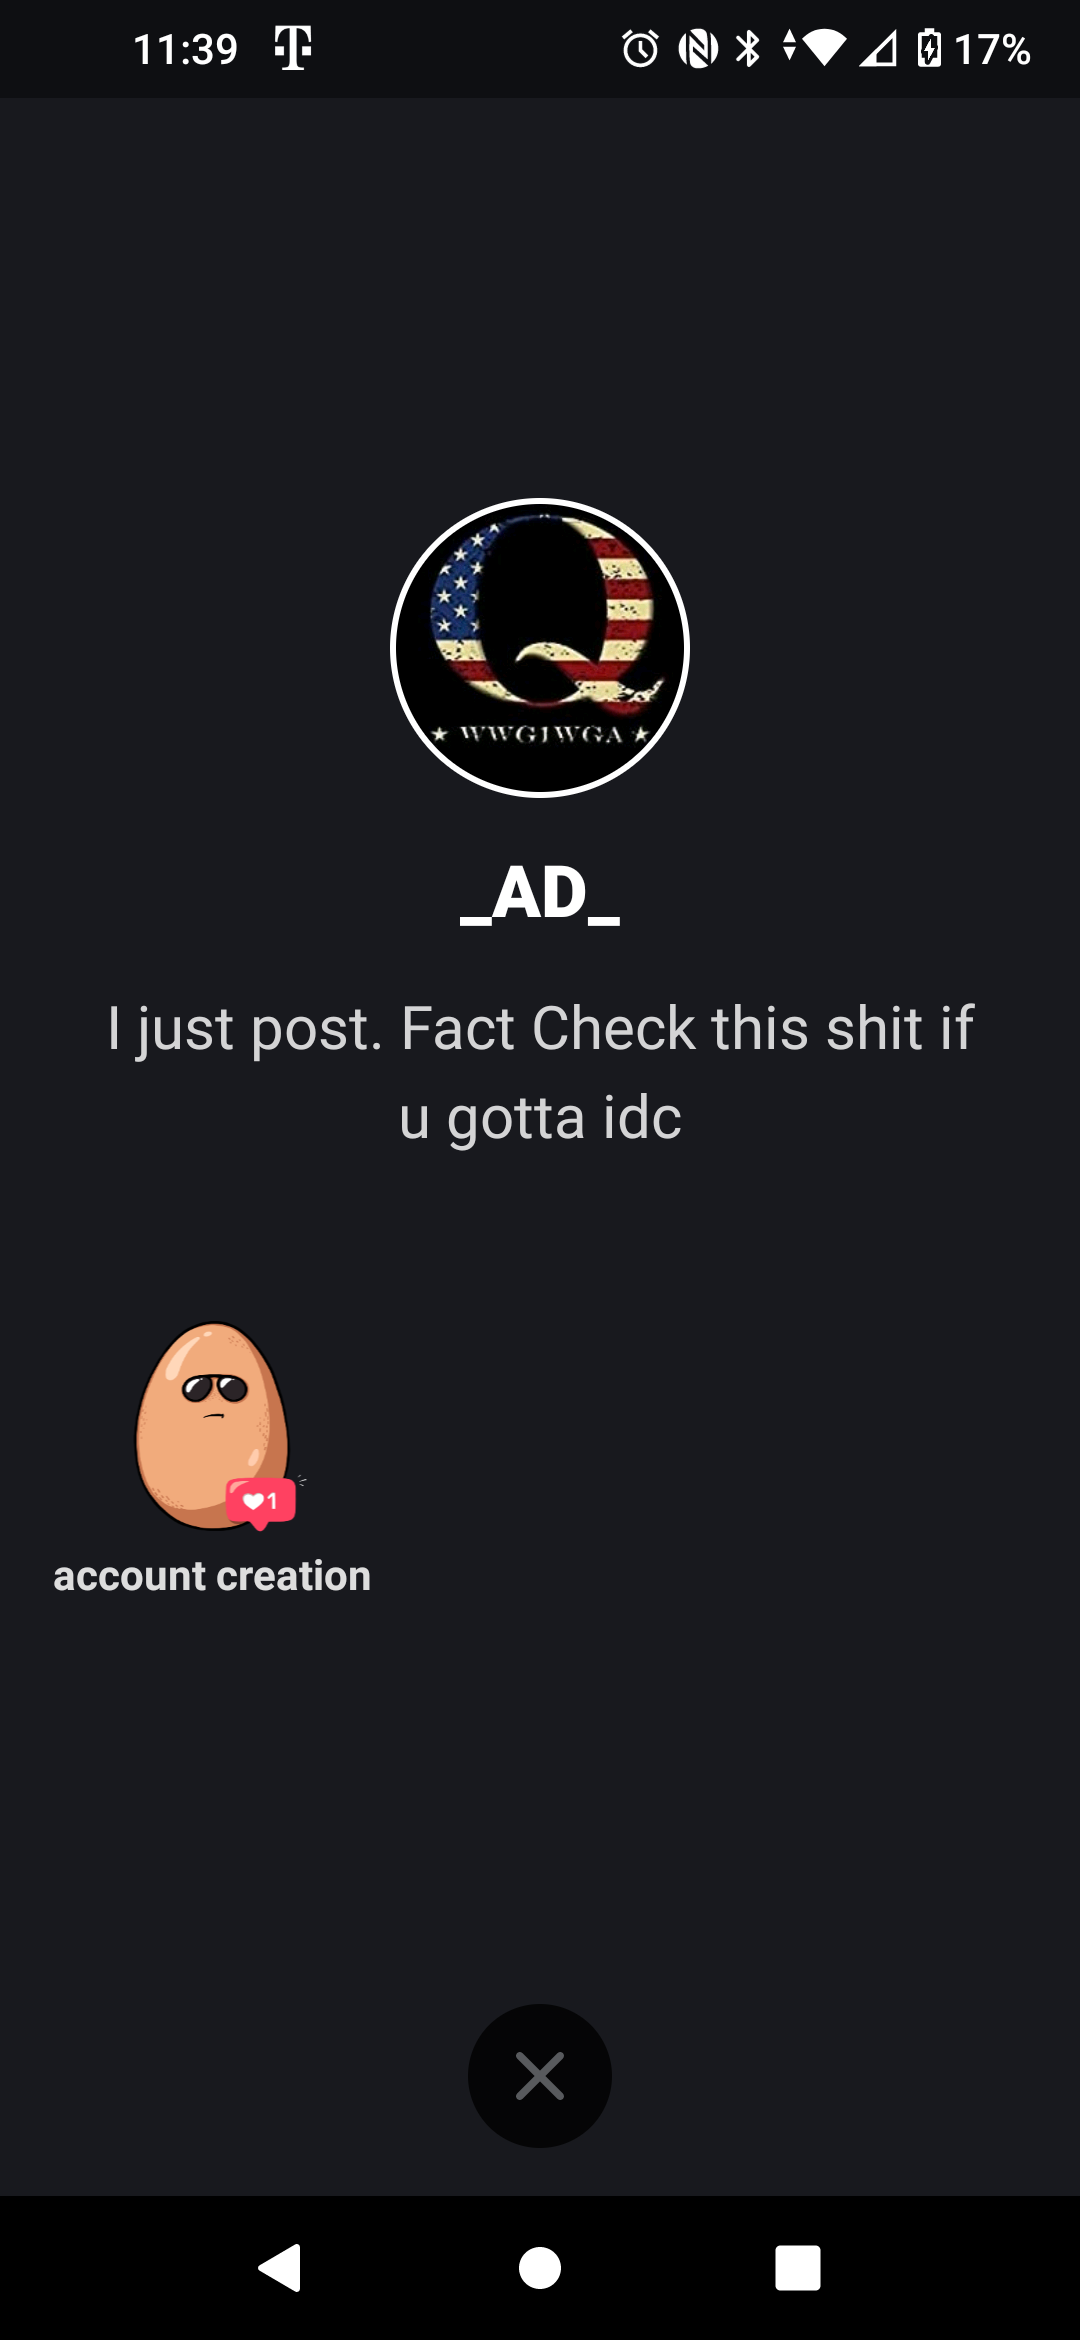 11:39 T 17%
Q
★ WWG1WGA ★
_AD_
I just post. Fact Check this shit if
u gotta idc
1
account creation